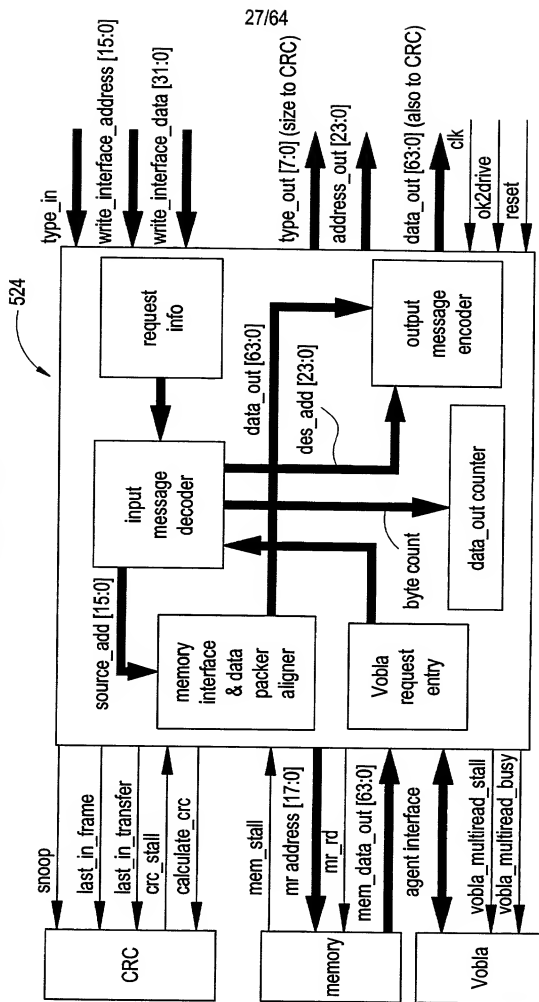 27/64
524
type_in
write_interface_address [15:0]
write_interface_data [31:0]
type_out [7:0] (size to CRC)
address_out [23:0]
data_out [63:0] (also to CRC)
clk
ok2drive
reset
request
info
input
message
decoder
data_out [63:0]
des_add [23:0]
output
message
encoder
source_add [15:0]
memory
interface
& data
packer
aligner
byte count
data_out counter
Vobla
request
entry
snoop
last_in_frame
last_in_transfer
crc_stall
calculate_crc
CRC
mem_stall
mr address [17:0]
mr_rd
mem_data_out [63:0]
memory
agent interface
vobla_multiread_stall
vobla_multiread_busy
Vobla